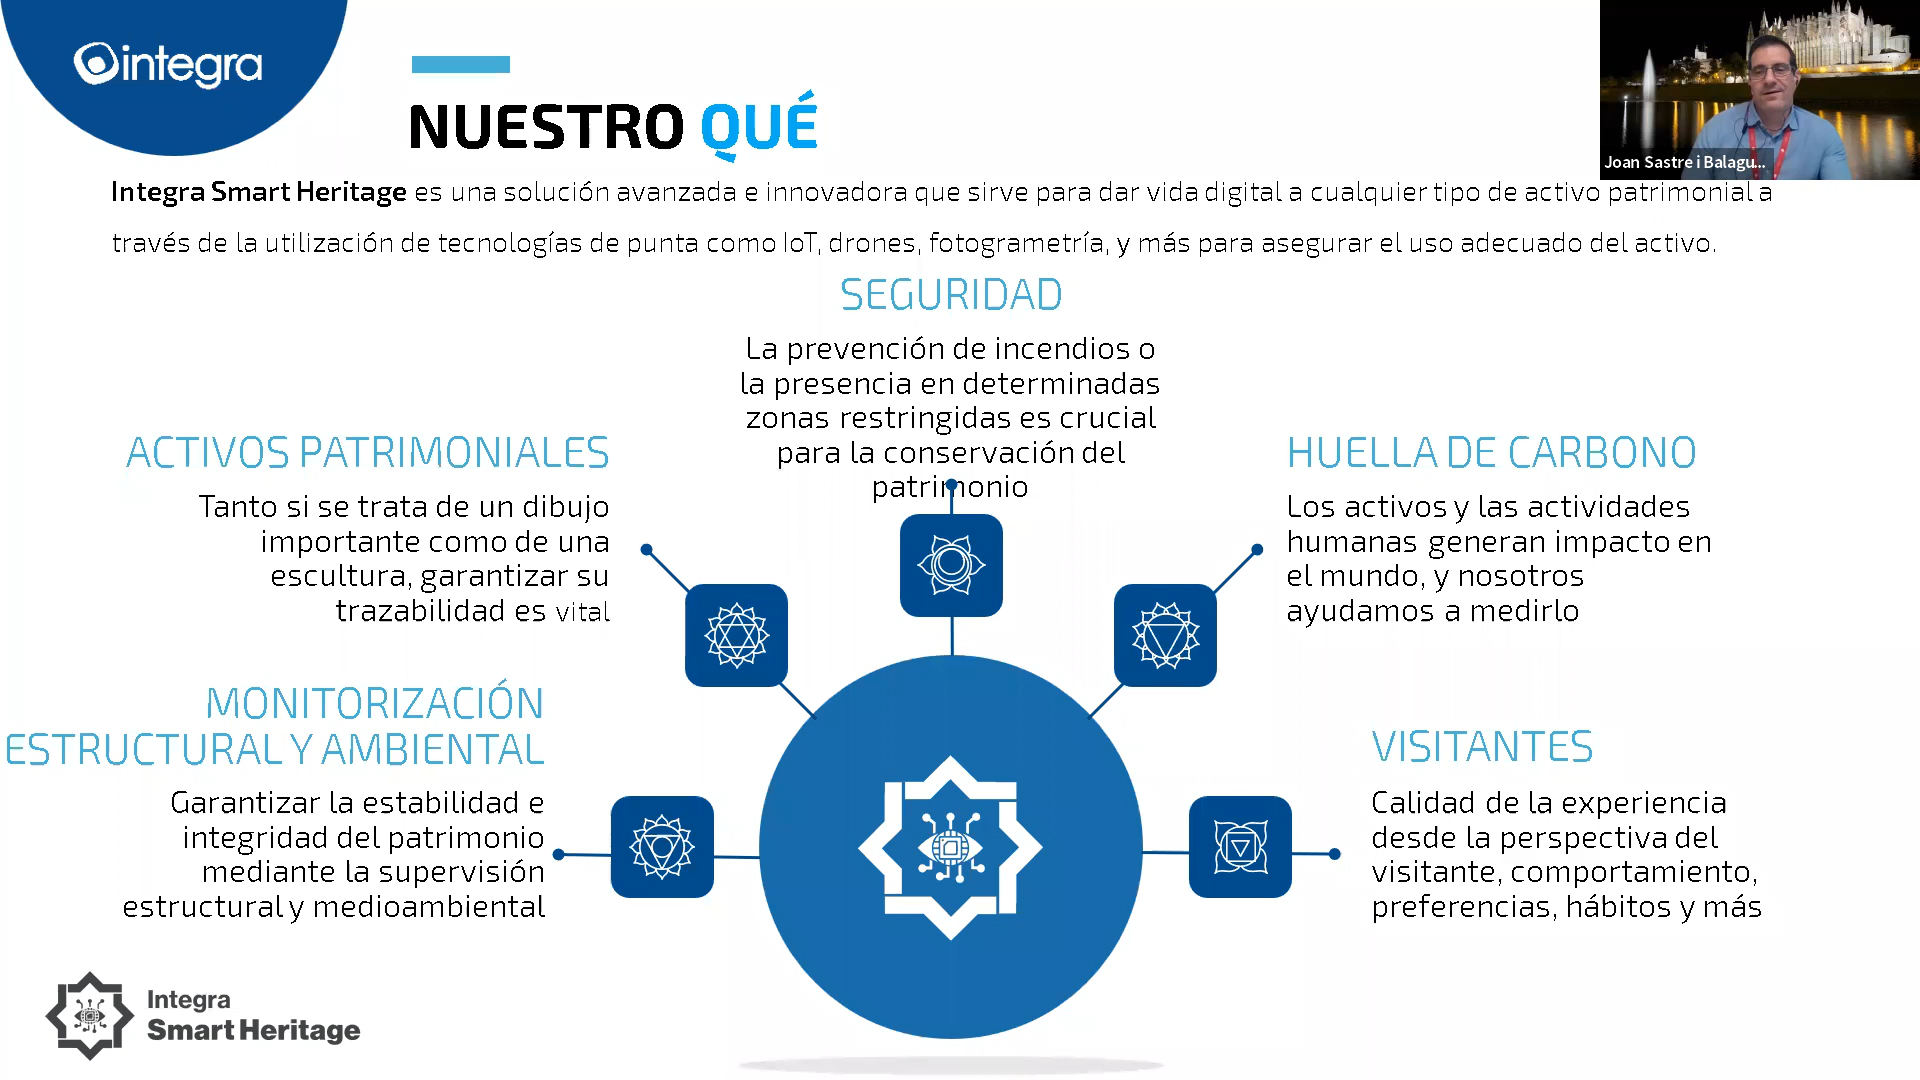 integra
NUESTRO QUÉ
Joan Sastre i Balagu...
Integra Smart Heritage es una solución avanzada e innovadora que sirve para dar vida digital a cualquier tipo de activo patrimonial a
través de la utilización de tecnologías de punta como IoT, drones, fotogrametría, y más para asegurar el uso adecuado del activo.
SEGURIDAD
La prevención de incendios o
la presencia en determinadas
zonas restringidas es crucial
para la conservación del
patrimonio
ACTIVOS PATRIMONIALES
Tanto si se trata de un dibujo
importante como de una
escultura, garantizar su
trazabilidad es vital
HUELLA DE CARBONO
Los activos y las actividades
humanas generan impacto en
el mundo, y nosotros
ayudamos a medirlo
MONITORIZACIÓN
ESTRUCTURAL Y AMBIENTAL
Garantizar la estabilidad e
integridad del patrimonio
mediante la supervisión
estructural y medioambiental
VISITANTES
Calidad de la experiencia
desde la perspectiva del
visitante, comportamiento,
preferencias, hábitos y más
Integra
Smart Heritage